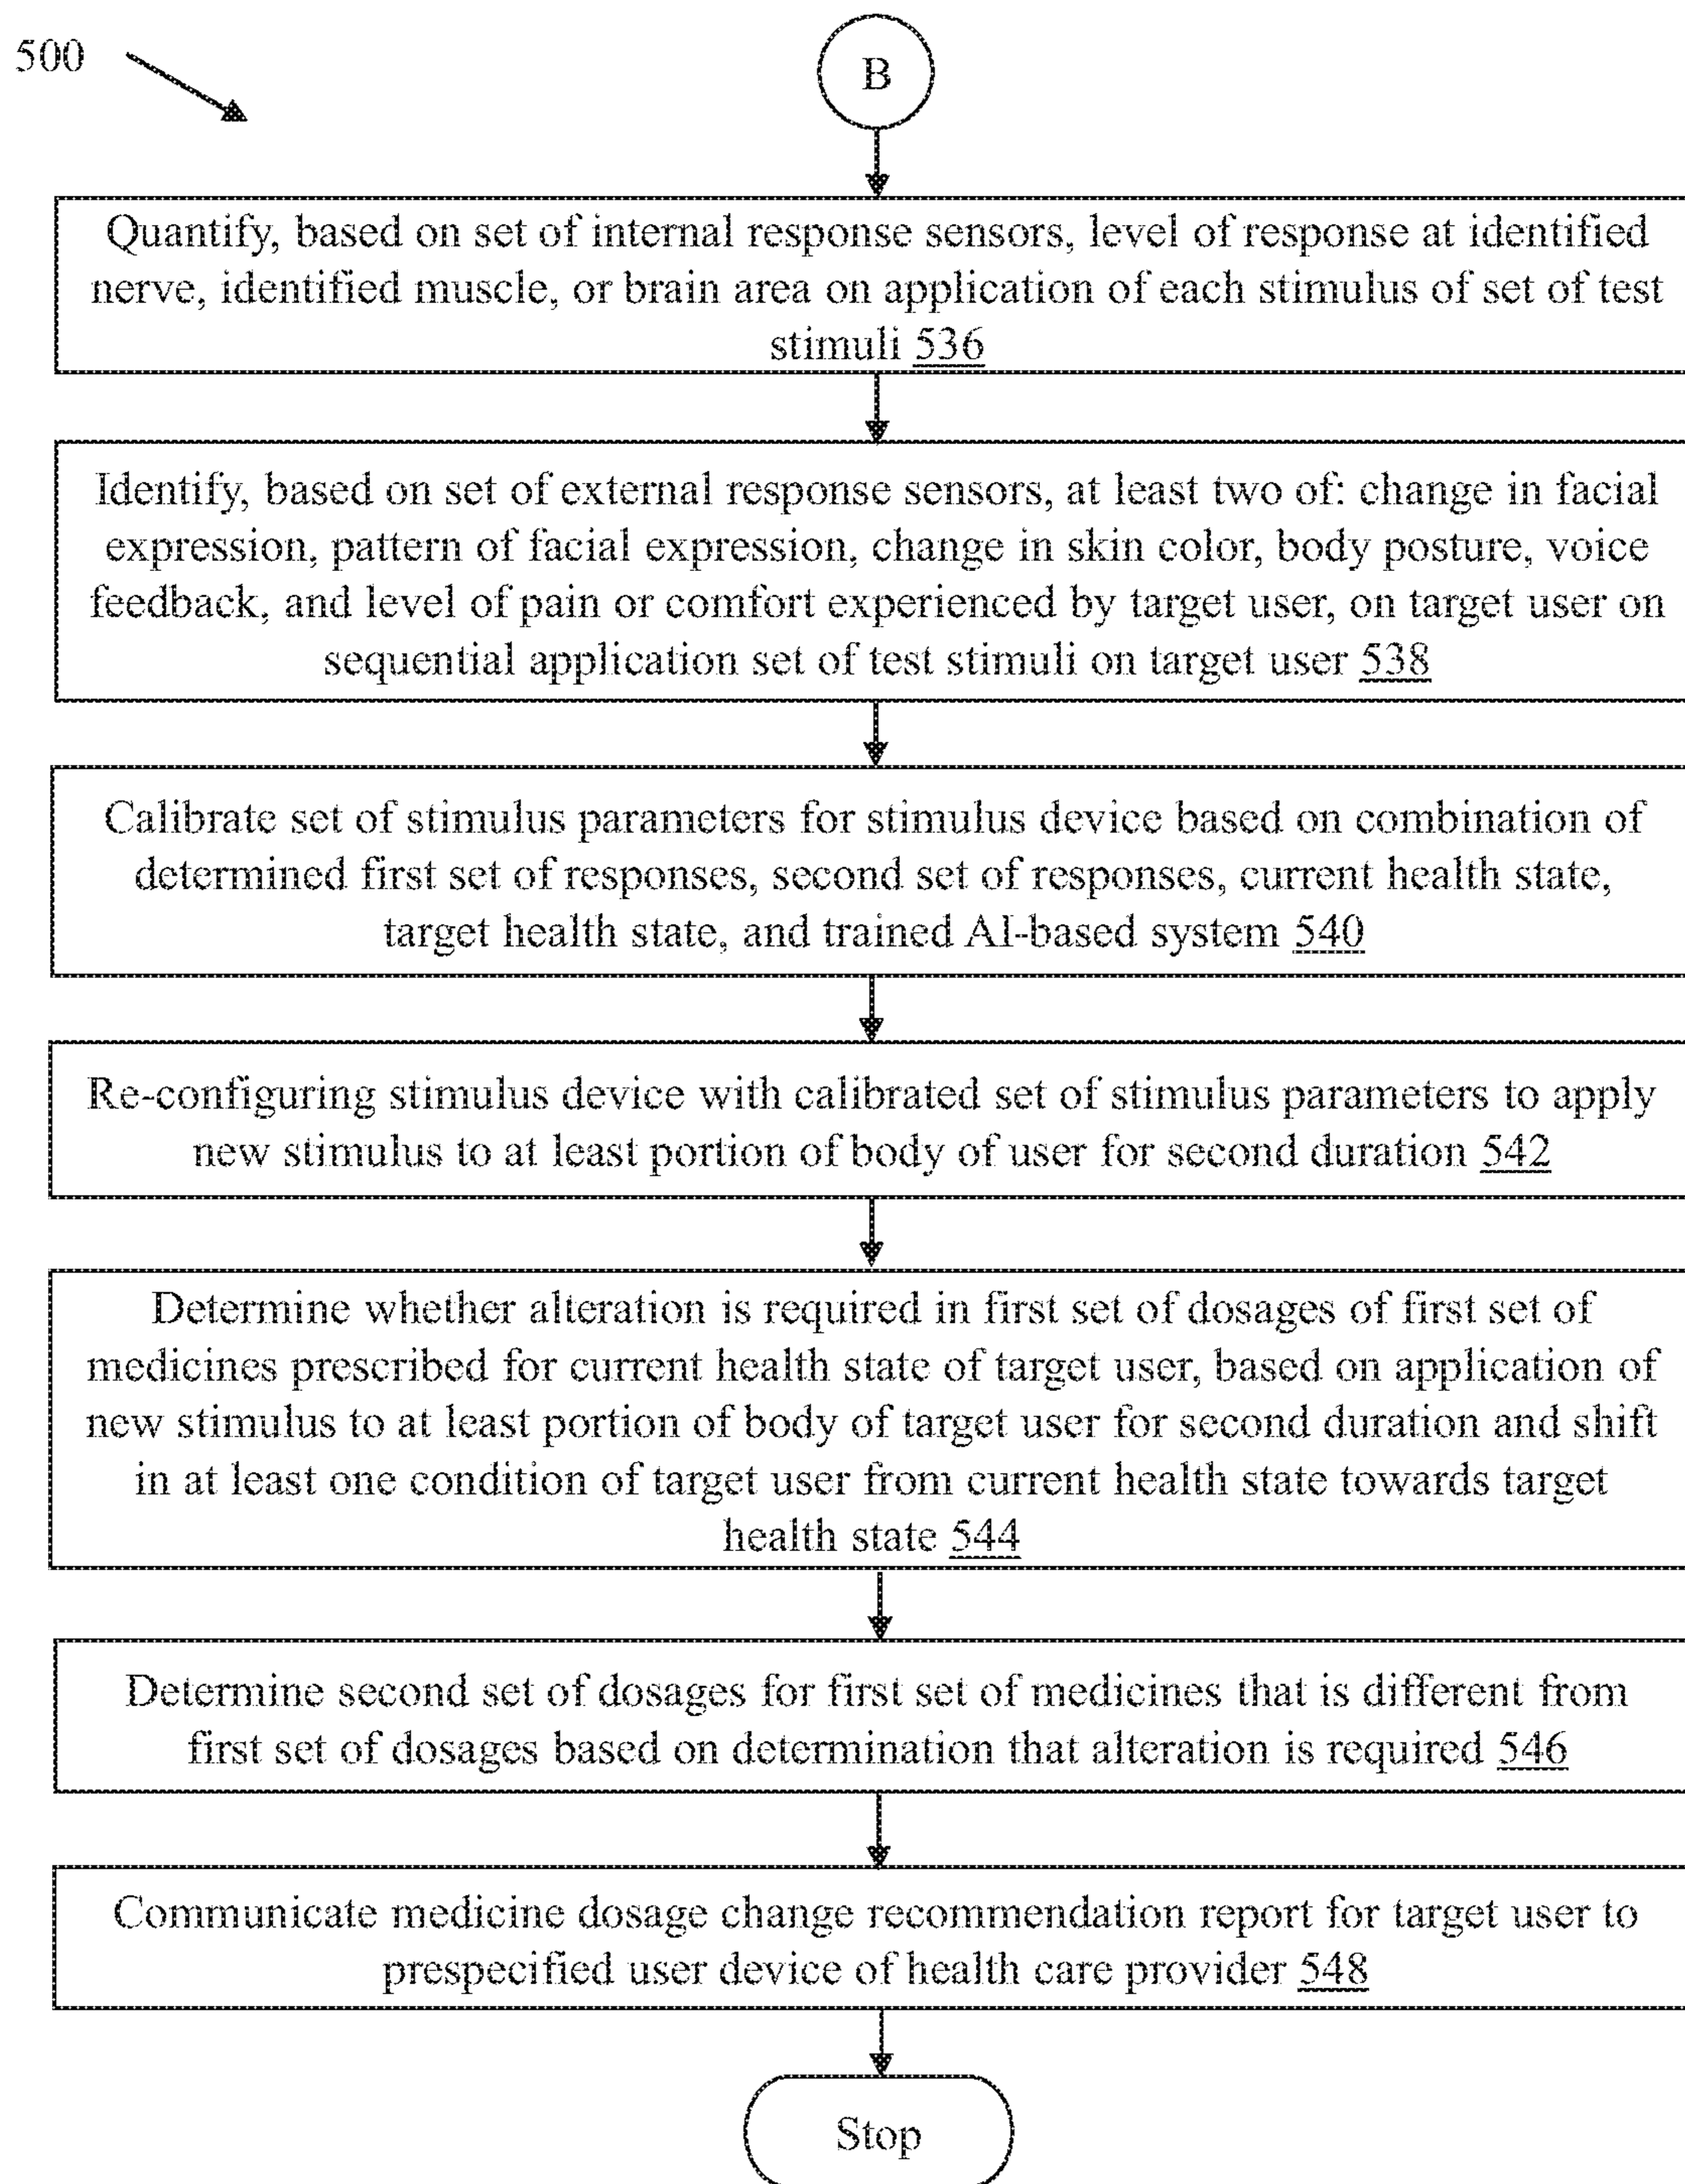 500
B
Quantify, based on set of internal response sensors, level of response at identified
nerve, identified muscle, or brain area on application of each stimulus of set of test
stimuli 536
Identify, based on set of external response sensors, at least two of: change in facial
expression, pattern of facial expression, change in skin color, body posture, voice
feedback, and level of pain or comfort experienced by target user, on target user on
sequential application set of test stimuli on target user 538
Calibrate set of stimulus parameters for stimulus device based on combination of
determined first set of responses, second set of responses, current health state,
target health state, and trained AI-based system 540
Re-configuring stimulus device with calibrated set of stimulus parameters to apply
new stimulus to at least portion of body of user for second duration 542
Determine whether alteration is required in first set of dosages of first set of
medicines prescribed for current health state of target user, based on application of
new stimulus to at least portion of body of target user for second duration and shift
in at least one condition of target user from current health state towards target
health state 544
Determine second set of dosages for first set of medicines that is different from
first set of dosages based on determination that alteration is required 546
Communicate medicine dosage change recommendation report for target user to
prespecified user device of health care provider 548
Stop